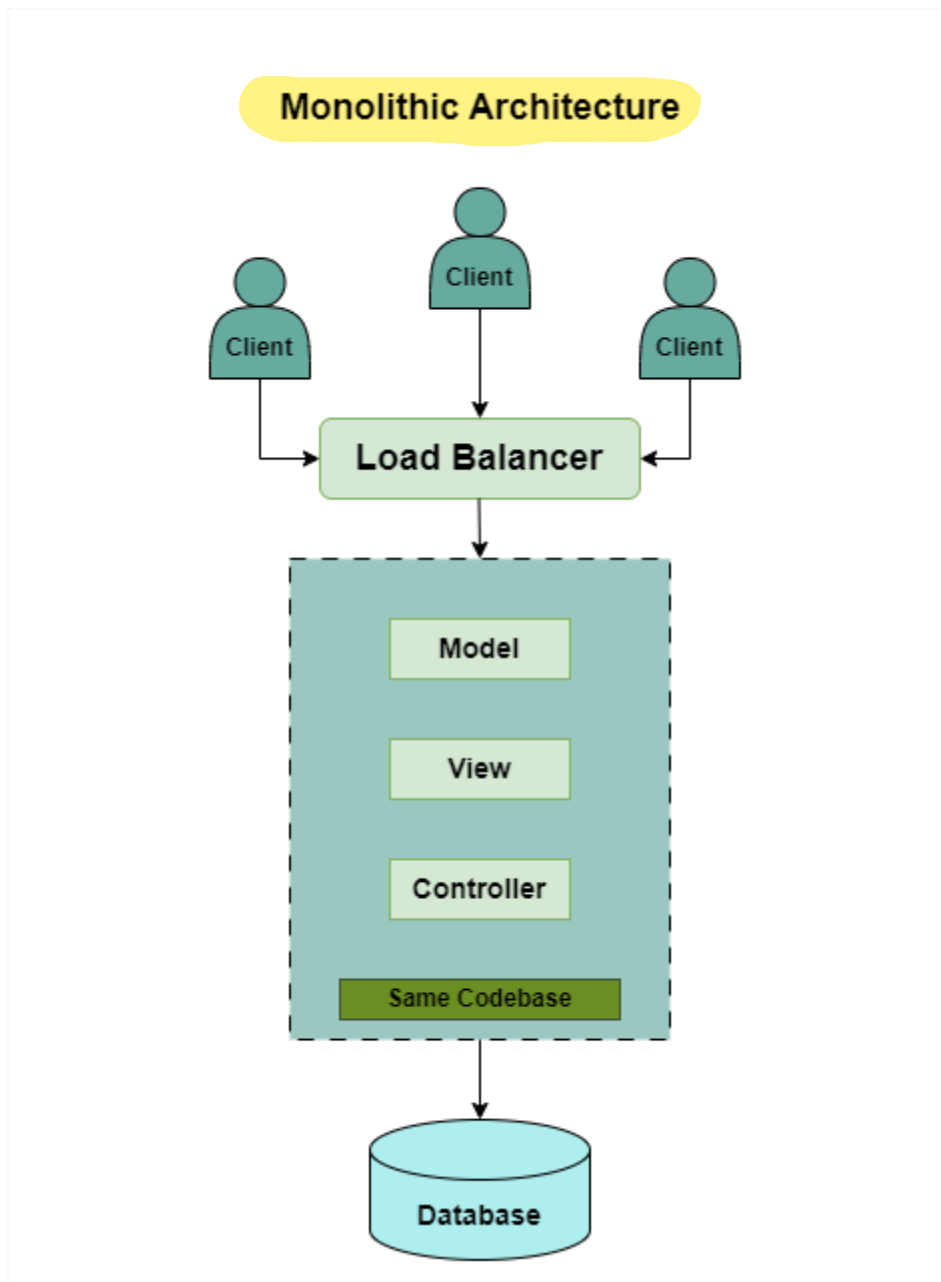 Monolithic Architecture
Client
Client
Client
Load Balancer
Model
View
Controller
Same Codebase
Database